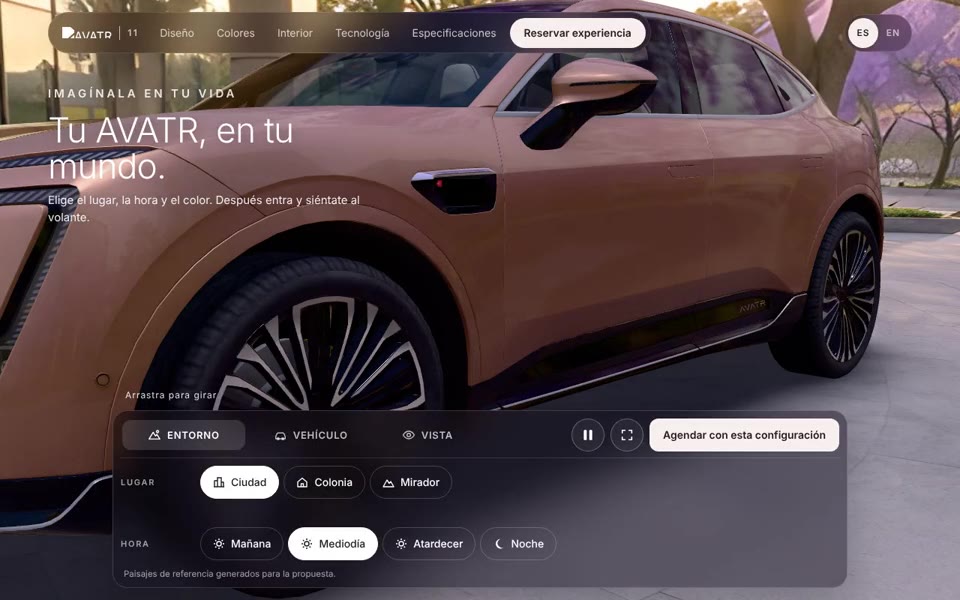 AVATR | 11
Diseño
Colores
Interior
Tecnología
Especificaciones
Reservar experiencia
ES
EN
IMAGÍNALA EN TU VIDA
Tu AVATR, en tu
mundo.
Elige el lugar, la hora y el color. Después entra y siéntate al
volante.
AVATR
Arrastra para girar
ENTORNO
VEHÍCULO
VISTA
Agendar con esta configuración
LUGAR
Ciudad
Colonia
Mirador
HORA
Mañana
Mediodía
Atardecer
Noche
Paisajes de referencia generados para la propuesta.